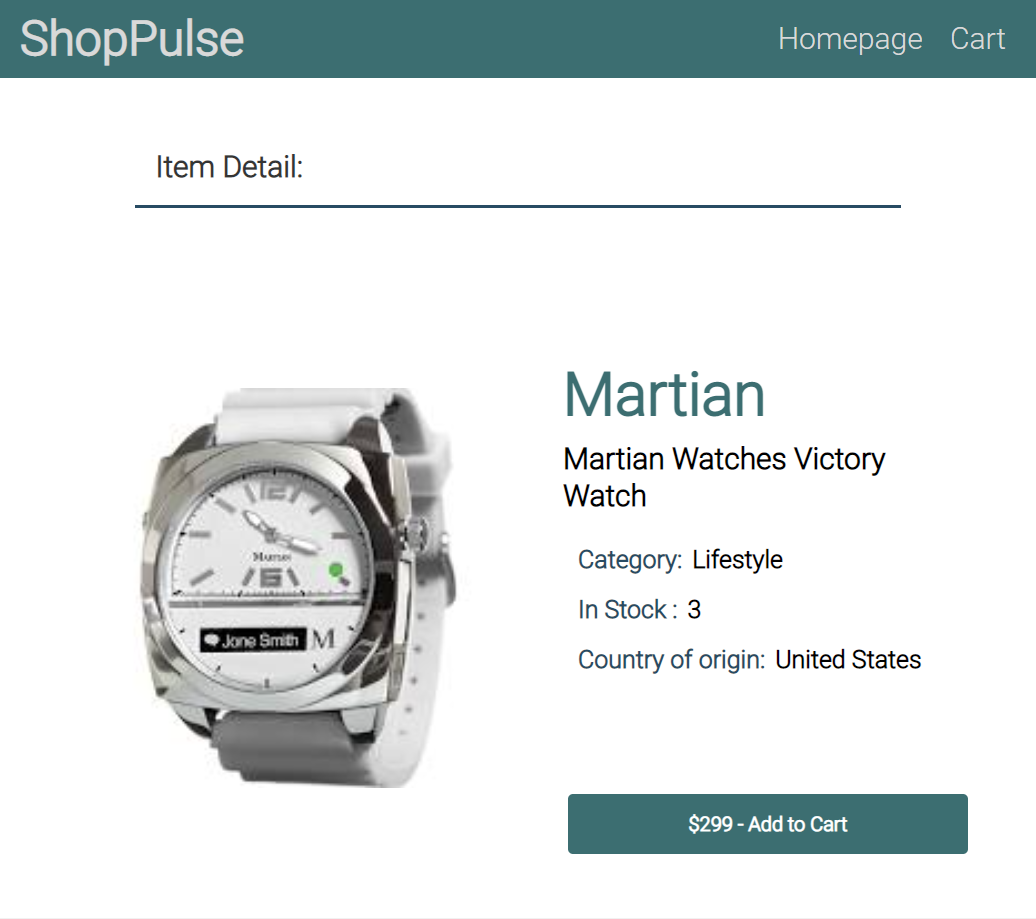 ShopPulse
Homepage Cart
Item Detail:
Martian
Martian Watches Victory
Watch
Category: Lifestyle
In Stock : 3
Country of origin: United States
12
MARTIAN
6
Jane Smith M
$299 - Add to Cart